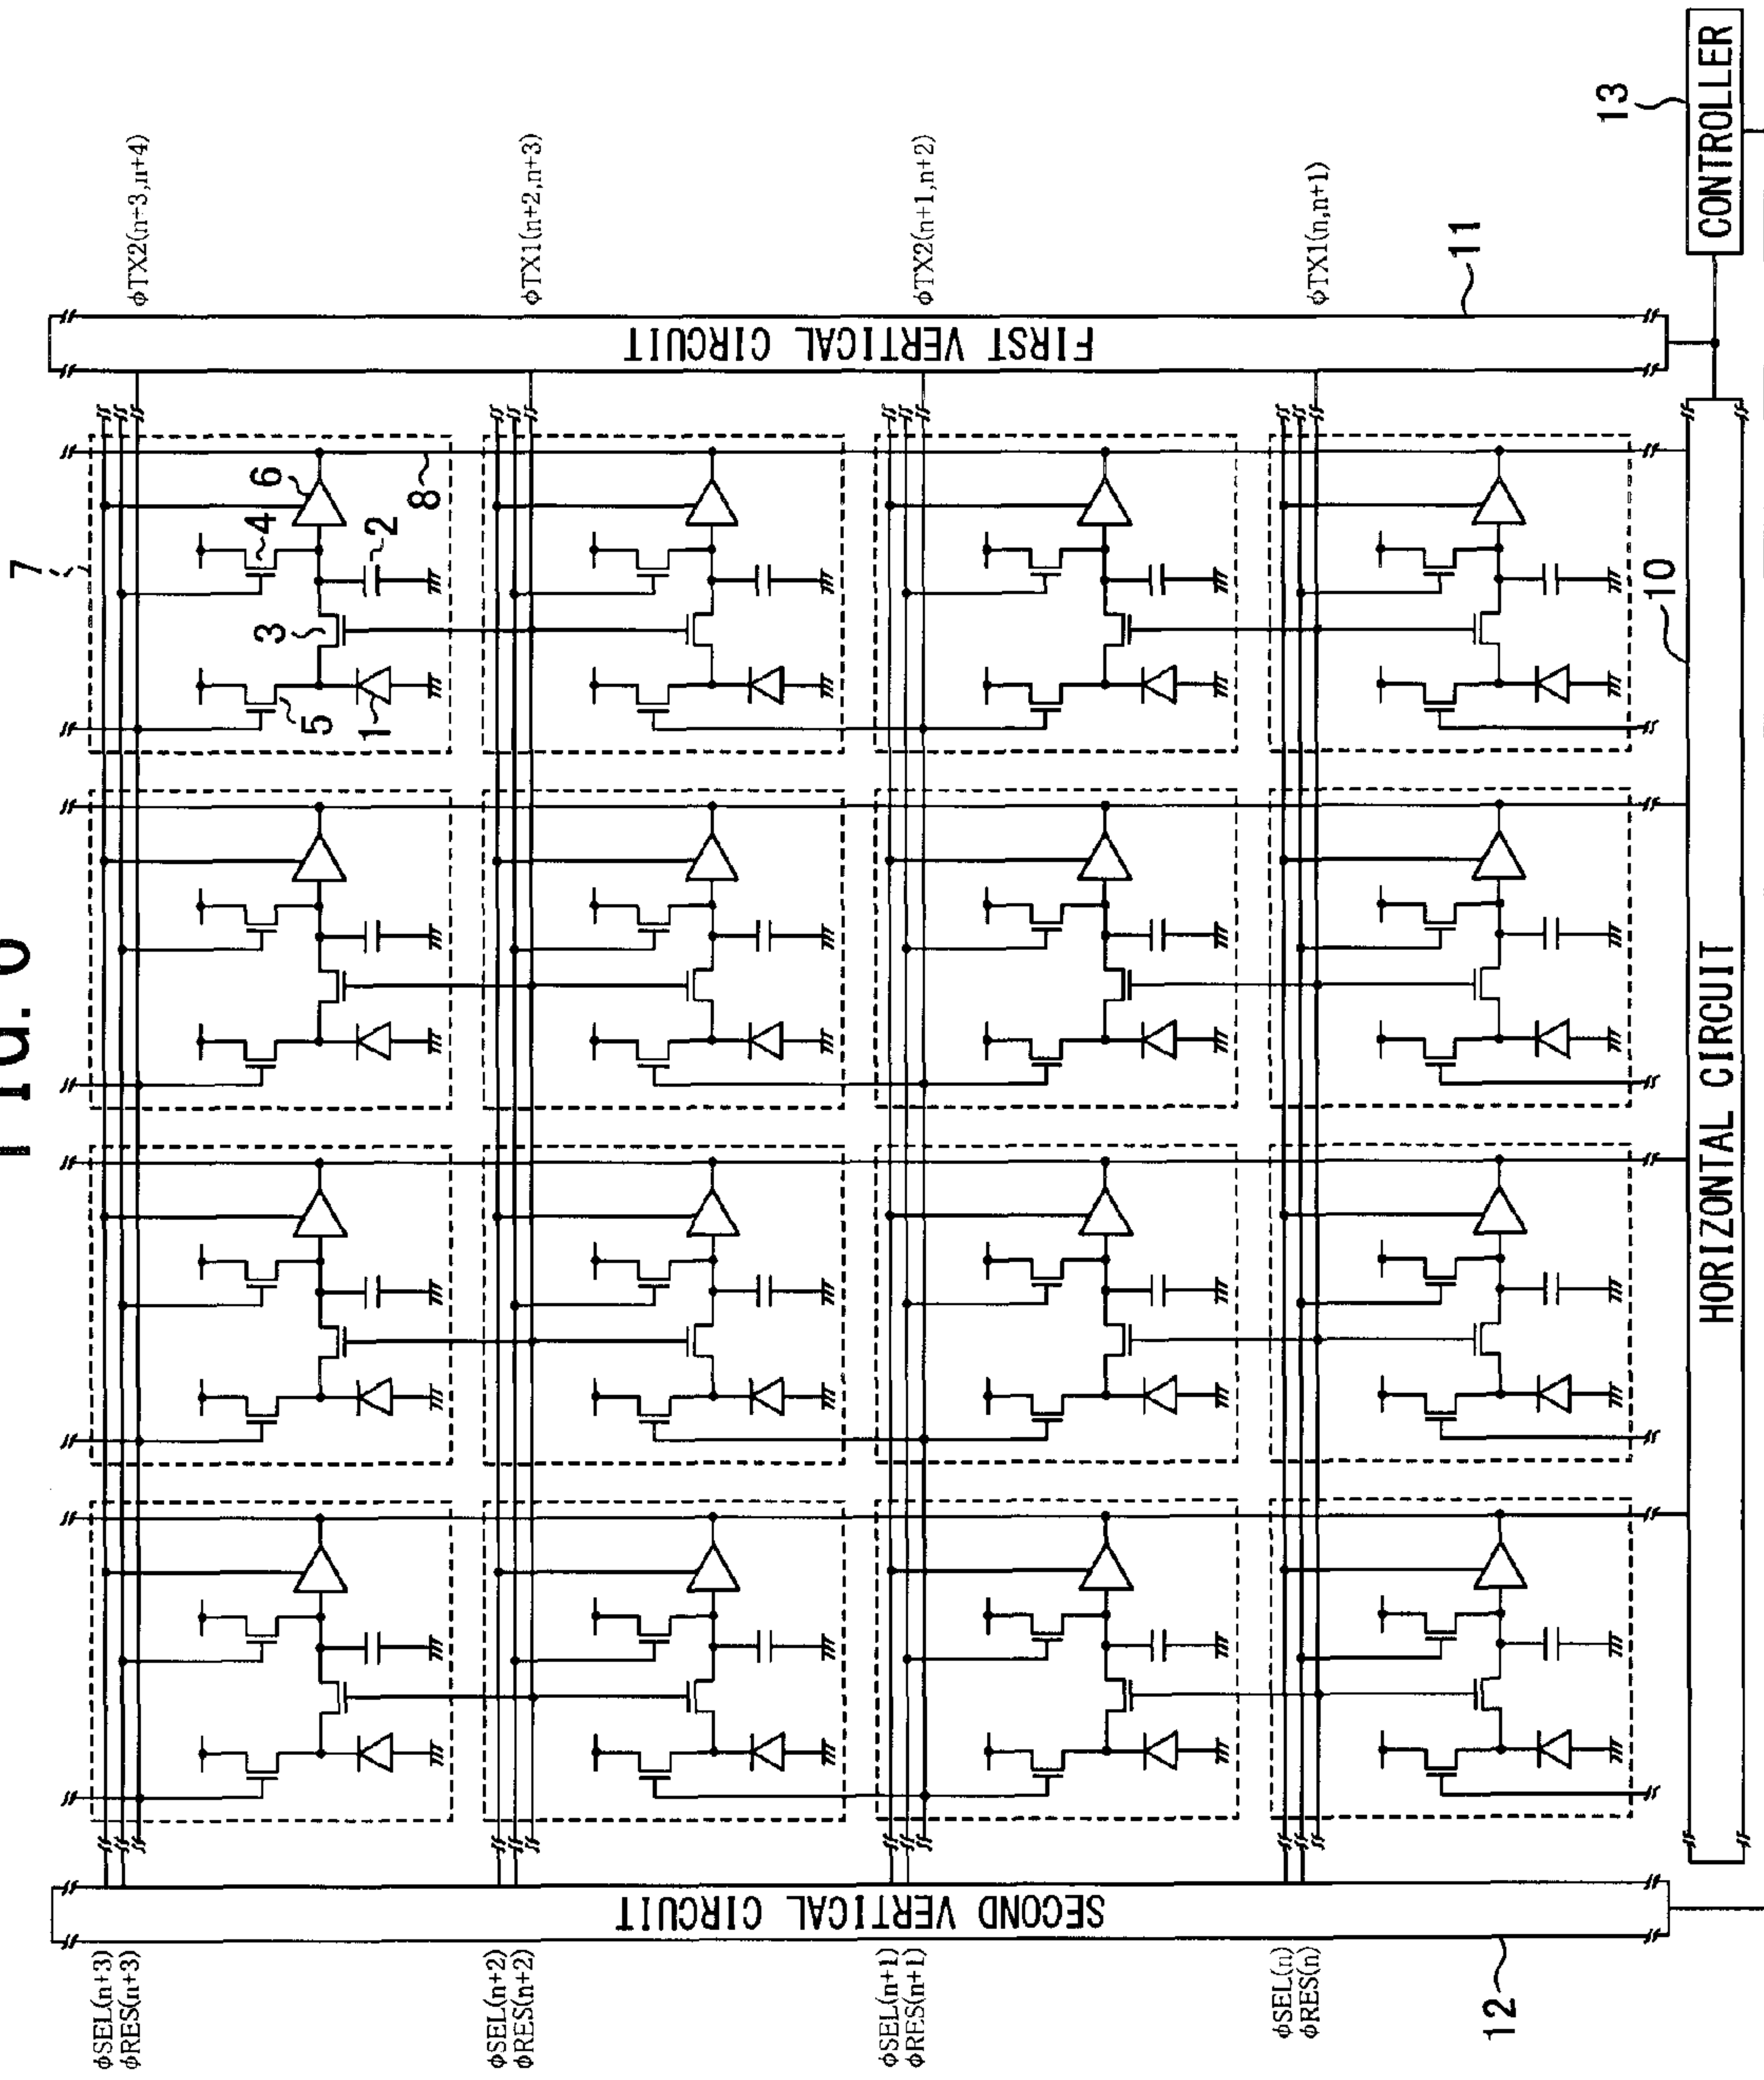 FIG. 6
7
φTX2(n+3,n+4)
φTX1(n+2,n+3)
φTX2(n+1,n+2)
φTX1(n,n+1)
FIRST VERTICAL CIRCUIT
11
13
CONTROLLER
6
4
2
8
3
5
1
10
HORIZONTAL CIRCUIT
SECOND VERTICAL CIRCUIT
12
φSEL(n+3)
φRES(n+3)
φSEL(n+2)
φRES(n+2)
φSEL(n+1)
φRES(n+1)
φSEL(n)
φRES(n)